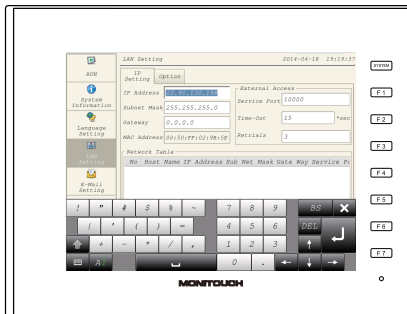 LAN Setting 2014-04-18 19:19:37
SYSTEM
RUN
IP Setting
Option
IP Address
External Access
System Information
Service Port 10000
F1
Subnet Mask 255.255.255.0
Time-Out 15 *sec
F2
Language Setting
Gateway 0.0.0.0
MAC Address 00:50:FF:02:9B:5E
Retrials 3
F3
LAN Setting
Network Table
No Host Name IP Address Sub Net Mask Gate Way Service P
F4
E-Mail Setting
! " # $ % ~ 7 8 9 BS X
F5
| ' ( ) = 4 5 6 DEL
F6
+ - * / , 1 2 3 ↑
F7
0 . ← ↓ →
MONITOUCH